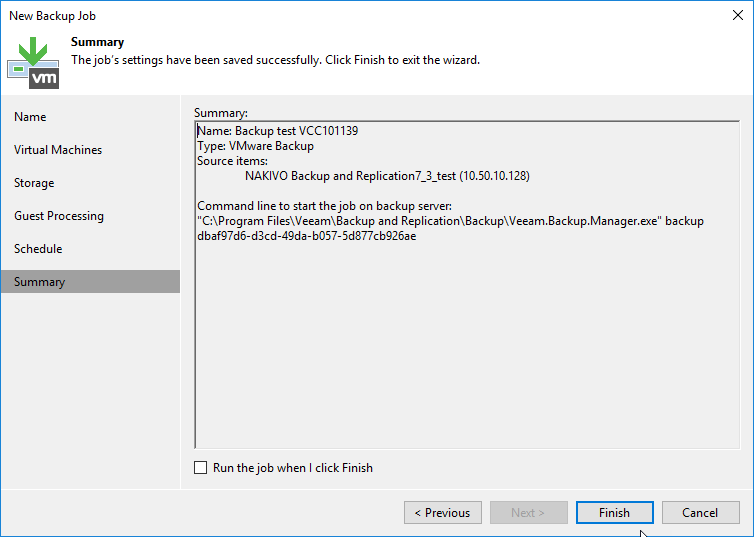 New Backup Job
Summary
The job's settings have been saved successfully. Click Finish to exit the wizard.
vm
Name
Virtual Machines
Storage
Guest Processing
Schedule
Summary
Summary:
Name: Backup test VCC101139
Type: VMware Backup
Source items:
NAKIVO Backup and Replication7_3_test (10.50.10.128)
Command line to start the job on backup server:
"C:\Program Files\Veeam\Backup and Replication\Backup\Veeam.Backup.Manager.exe" backup
dbaf97d6-d3cd-49da-b057-5d877cb926ae
Run the job when I click Finish
< Previous
Next >
Finish
Cancel